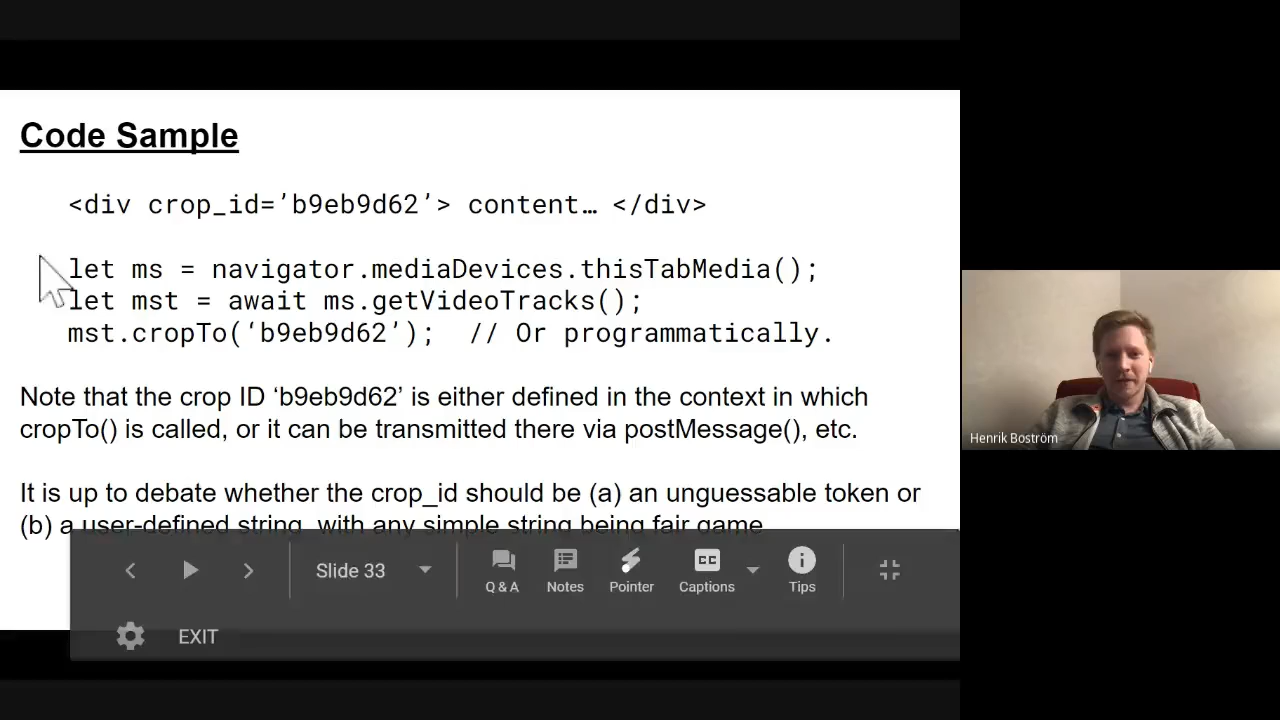 Code Sample
<div crop_id=’b9eb9d62’> content… </div>
let ms = navigator.mediaDevices.thisTabMedia();
let mst = await ms.getVideoTracks();
mst.cropTo(‘b9eb9d62’); // Or programmatically.
Note that the crop ID ‘b9eb9d62’ is either defined in the context in which
cropTo() is called, or it can be transmitted there via postMessage(), etc.
It is up to debate whether the crop_id should be (a) an unguessable token or
(b) a user-defined string, with any simple string being fair game
Slide 33
Q & A
Notes
Pointer
CC
Captions
Tips
EXIT
Henrik Boström